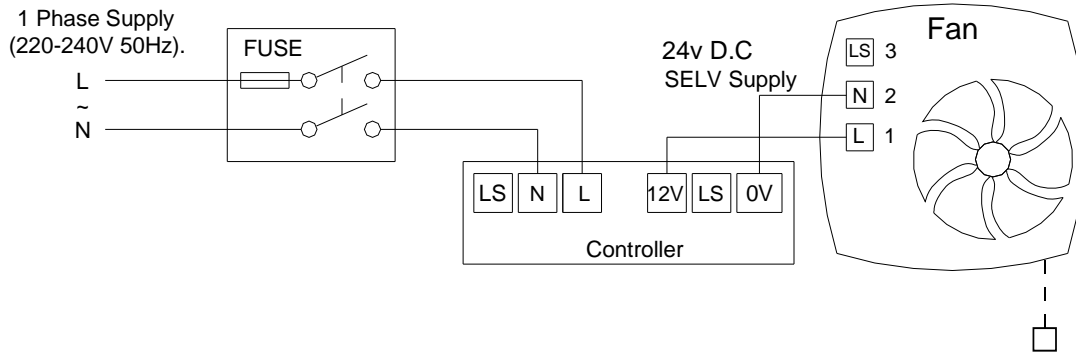 1 Phase Supply
(220-240V 50Hz).
L
~
N
FUSE
24v D.C
SELV Supply
Fan
LS 3
N 2
L 1
LS N L 12V LS 0V
Controller